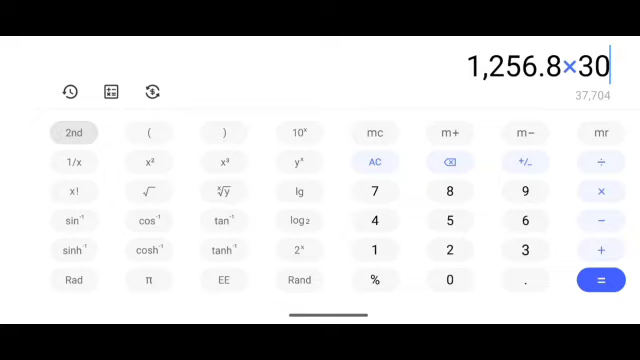 1,256.8×30
37,704
2nd ( ) 10ˣ mc m+ m− mr
1/x x² x³ yˣ AC ⌫ +/− ÷
x! √ ˣ√y lg 7 8 9 ×
sin⁻¹ cos⁻¹ tan⁻¹ log₂ 4 5 6 −
sinh⁻¹ cosh⁻¹ tanh⁻¹ 2ˣ 1 2 3 +
Rad π EE Rand % 0 . =